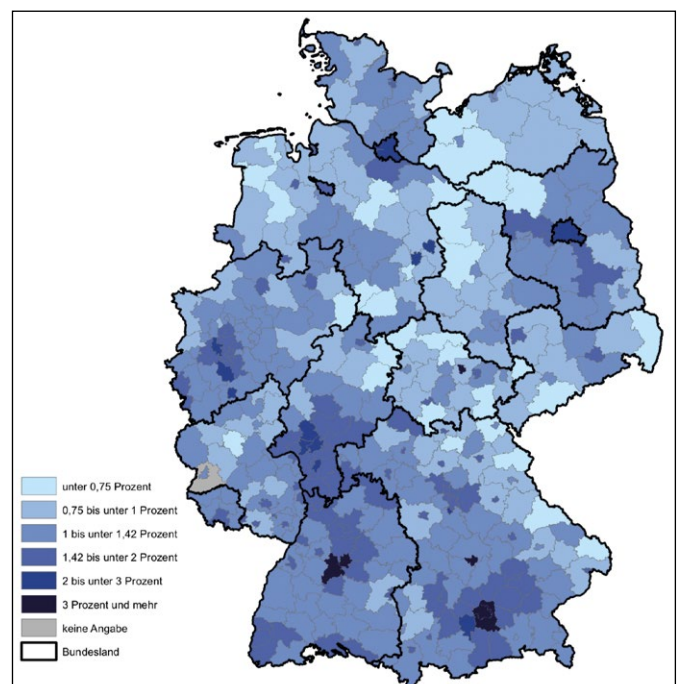 unter 0,75 Prozent
0,75 bis unter 1 Prozent
1 bis unter 1,42 Prozent
1,42 bis unter 2 Prozent
2 bis unter 3 Prozent
3 Prozent und mehr
keine Angabe
Bundesland